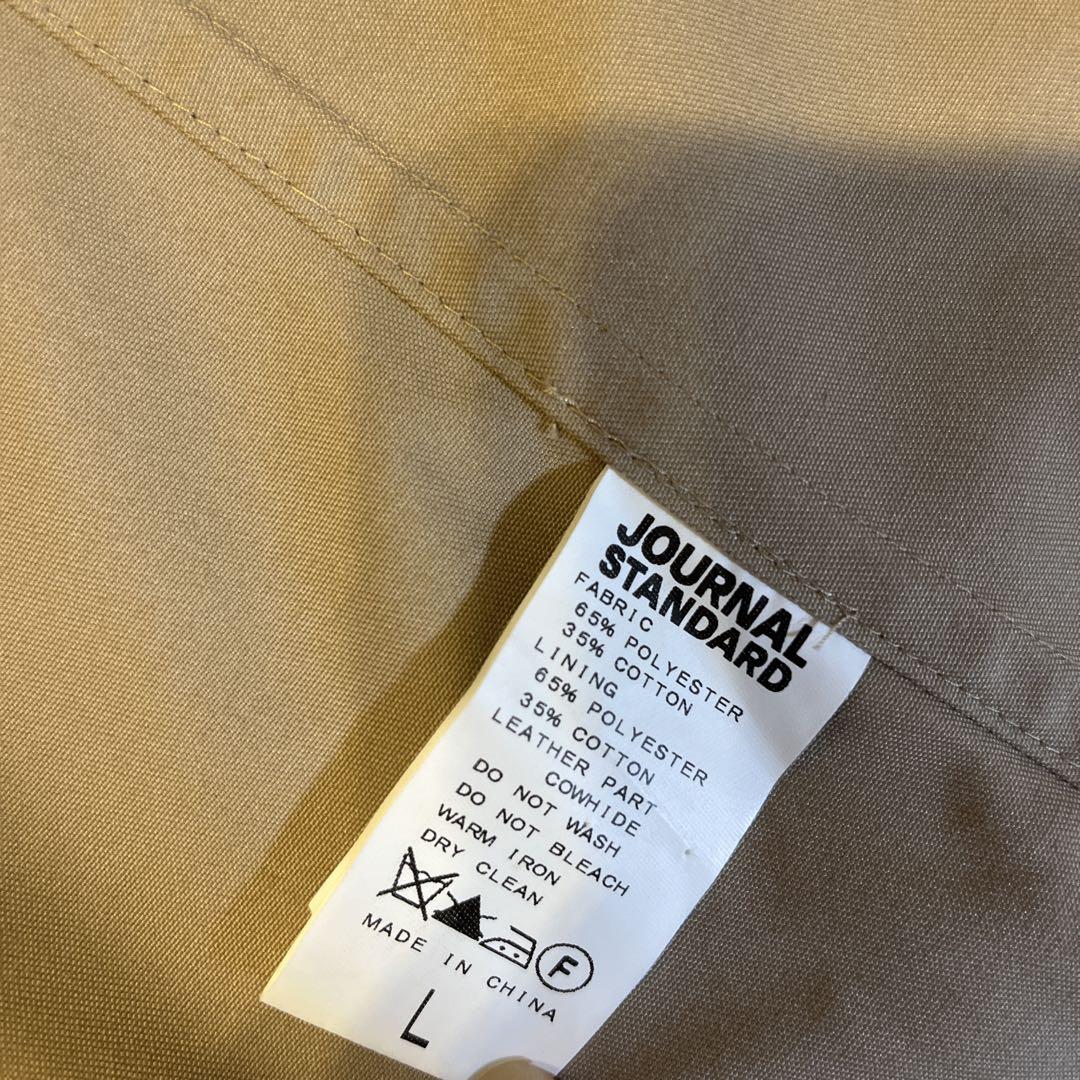 JOURNAL
STANDARD
FABRIC
65% POLYESTER
35% COTTON
LINING
65% POLYESTER
35% COTTON
LEATHER PART
COWHIDE
DO NOT WASH
DO NOT BLEACH
WARM IRON
DRY CLEAN
F
MADE IN CHINA
L